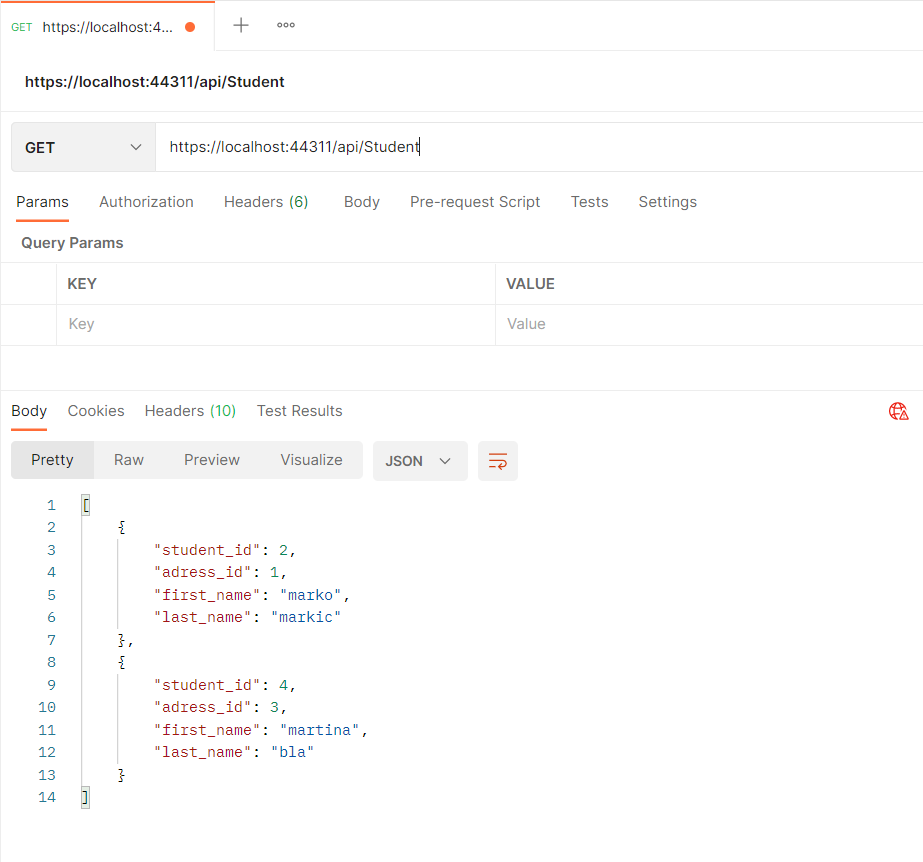 GET https://localhost:4...
https://localhost:44311/api/Student
GET https://localhost:44311/api/Student
Params Authorization Headers (6) Body Pre-request Script Tests Settings
Query Params
KEY VALUE
Key Value
Body Cookies Headers (10) Test Results
Pretty Raw Preview Visualize JSON
1 [
2 {
3 "student_id": 2,
4 "adress_id": 1,
5 "first_name": "marko",
6 "last_name": "markic"
7 },
8 {
9 "student_id": 4,
10 "adress_id": 3,
11 "first_name": "martina",
12 "last_name": "bla"
13 }
14 ]